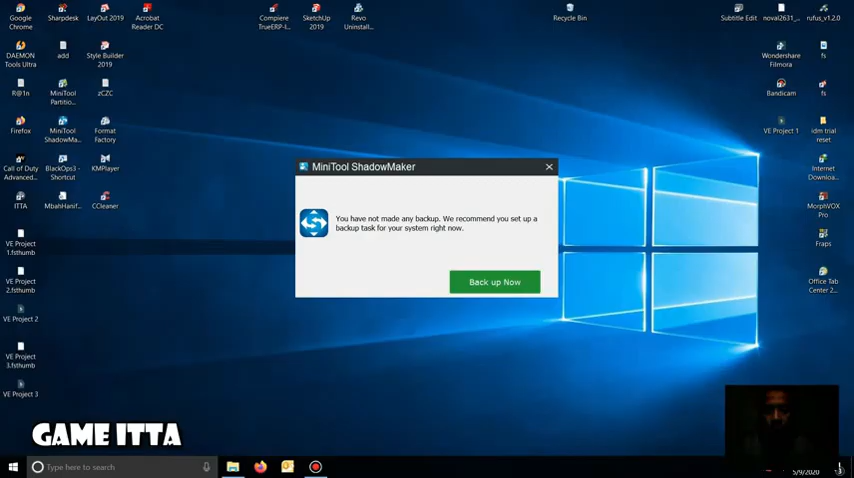 Google
Chrome
Sharpdesk
LayOut 2019
Acrobat
Reader DC
Compiere
TrueERP-I...
SketchUp
2019
Revo
Uninstall...
Recycle Bin
Subtitle Edit
noval2631_...
rufus_v1.2.0
DAEMON
Tools Ultra
add
Style Builder
2019
Wondershare
Filmora
fs
R@1n
MiniTool
Partitio...
zCZC
Bandicam
fs
Firefox
MiniTool
ShadowMa...
Format
Factory
VE Project 1
idm trial
reset
Call of Duty
Advanced...
BlackOps3 -
Shortcut
KMPlayer
Internet
Downloa...
ITTA
MbahHanif...
CCleaner
MorphVOX
Pro
VE Project
1.fsthumb
Fraps
VE Project
2.fsthumb
Office Tab
Center 2...
VE Project 2
VE Project
3.fsthumb
VE Project 3
MiniTool ShadowMaker
You have not made any backup. We recommend you set up a
backup task for your system right now.
Back up Now
GAME ITTA
Type here to search
5/9/2020